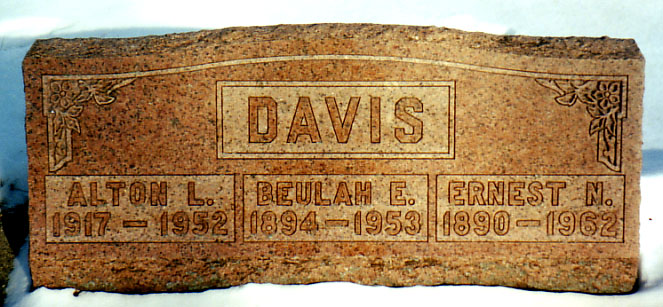 DAVIS
ALTON L. BEULAH E. ERNEST N.
1917 – 1952 1894 – 1953 1890 – 1962